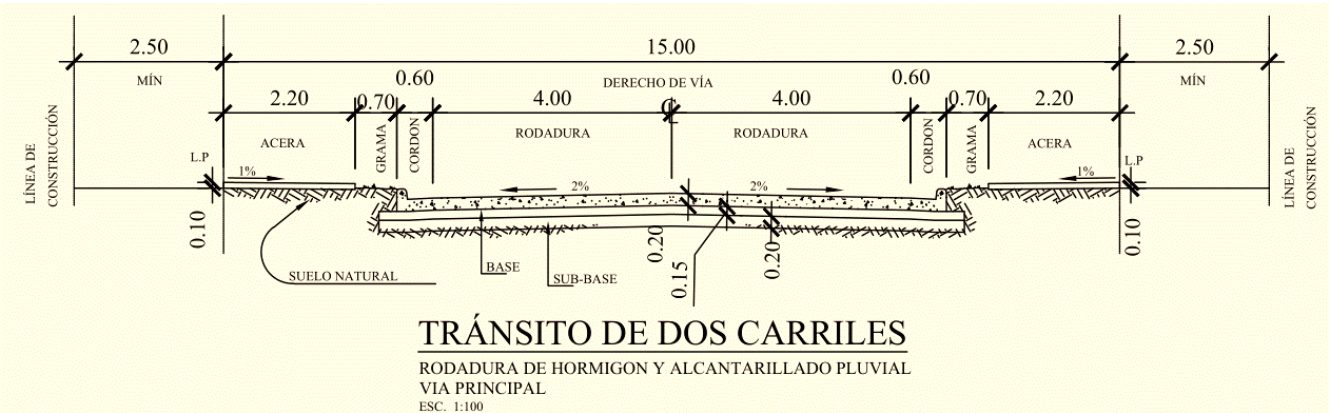 2.50 15.00 2.50
MÍN DERECHO DE VÍA MÍN
0.60 0.60
2.20 0.70 4.00 4.00 0.70 2.20
LÍNEA DE CONSTRUCCIÓN
ACERA
GRAMA
CORDON
RODADURA
RODADURA
CORDON
GRAMA
ACERA
LÍNEA DE CONSTRUCCIÓN
L.P L.P
1% 2% 2% 1%
0.10 0.20 0.15 0.20 0.10
SUELO NATURAL BASE SUB-BASE
TRÁNSITO DE DOS CARRILES
RODADURA DE HORMIGON Y ALCANTARILLADO PLUVIAL
VIA PRINCIPAL
ESC. 1:100